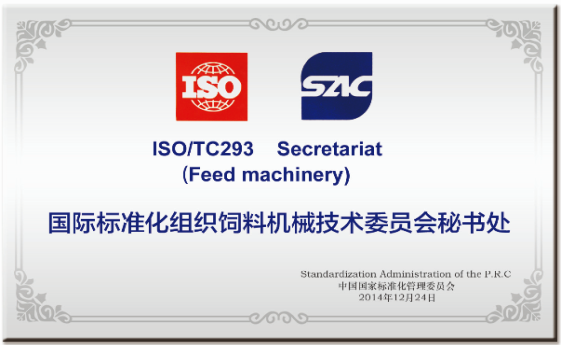 ISO SAC
ISO/TC293 Secretariat
(Feed machinery)
国际标准化组织饲料机械技术委员会秘书处
Standardization Administration of the P.R.C
中国国家标准化管理委员会
2014年12月24日